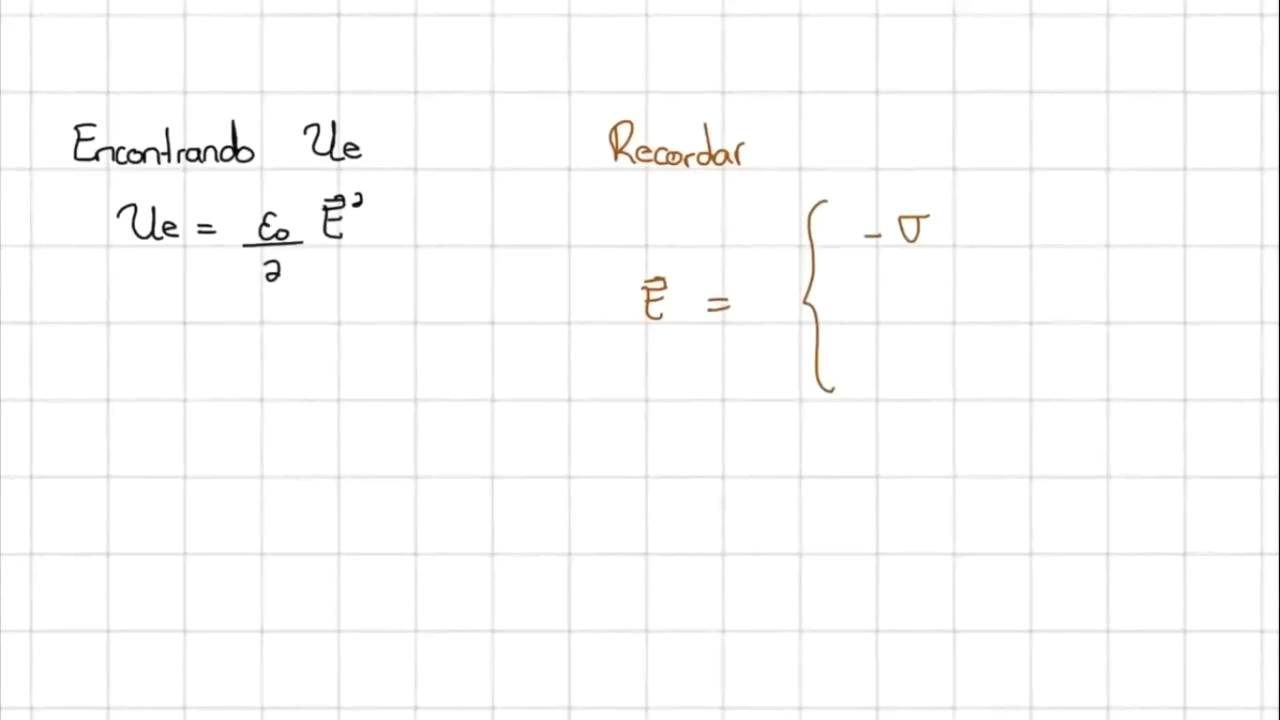 Encontrando Ue
Ue = ε₀/2 E⃗²
Recordar
E⃗ = { - σ